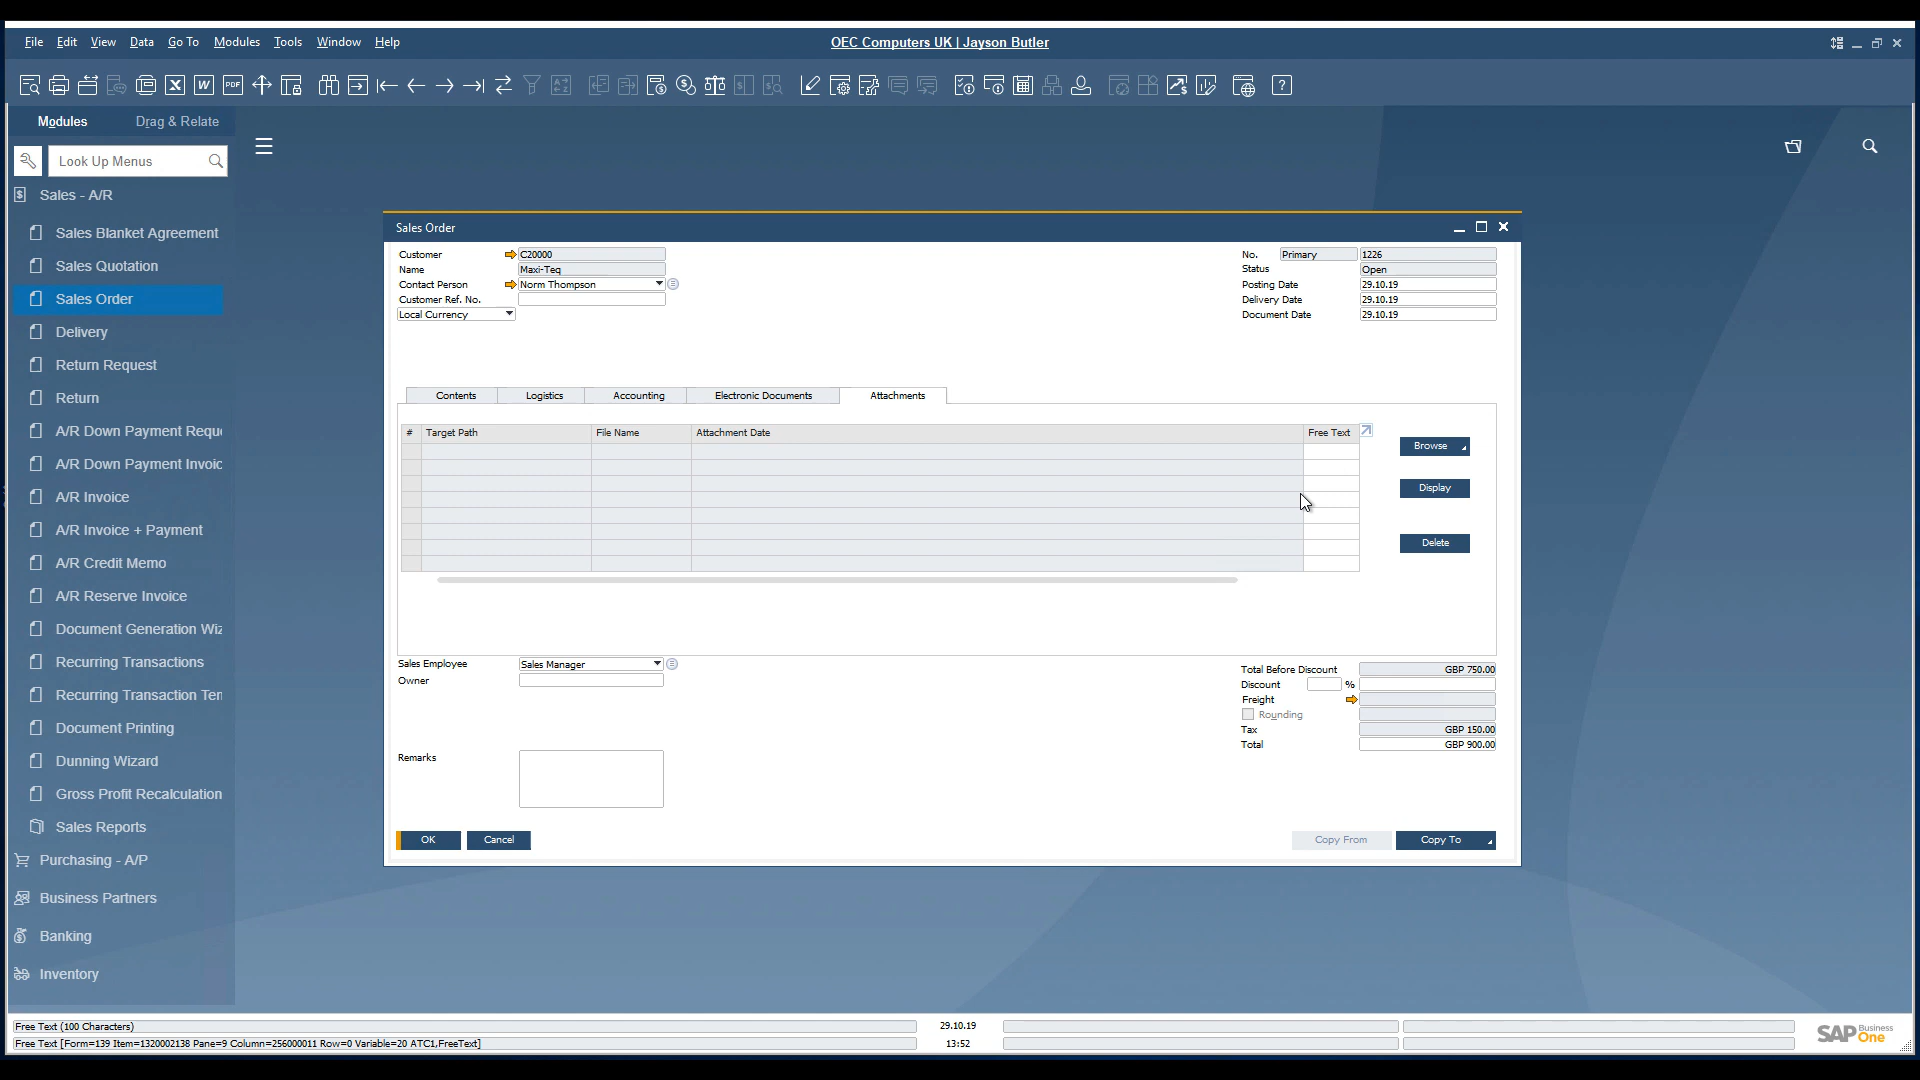 File Edit View Data Go To Modules Tools Window Help
OEC Computers UK | Jayson Butler
Modules Drag & Relate
Look Up Menus
Sales - A/R
Sales Blanket Agreement
Sales Quotation
Sales Order
Delivery
Return Request
Return
A/R Down Payment Requ
A/R Down Payment Invoic
A/R Invoice
A/R Invoice + Payment
A/R Credit Memo
A/R Reserve Invoice
Document Generation Wiz
Recurring Transactions
Recurring Transaction Tem
Document Printing
Dunning Wizard
Gross Profit Recalculation
Sales Reports
Purchasing - A/P
Business Partners
Banking
Inventory
Sales Order
Customer C20000
Name Maxi-Teq
Contact Person Norm Thompson
Customer Ref. No.
Local Currency
No. Primary 1226
Status Open
Posting Date 29.10.19
Delivery Date 29.10.19
Document Date 29.10.19
Contents Logistics Accounting Electronic Documents Attachments
# Target Path File Name Attachment Date Free Text
Browse
Display
Delete
Sales Employee Sales Manager
Owner
Remarks
Total Before Discount GBP 750.00
Discount %
Freight
Rounding
Tax GBP 150.00
Total GBP 900.00
OK Cancel Copy From Copy To
Free Text (100 Characters) 29.10.19
Free Text [Form=139 Item=1320002138 Pane=9 Column=256000011 Row=0 Variable=20 ATC1,FreeText] 13:52
SAP Business One